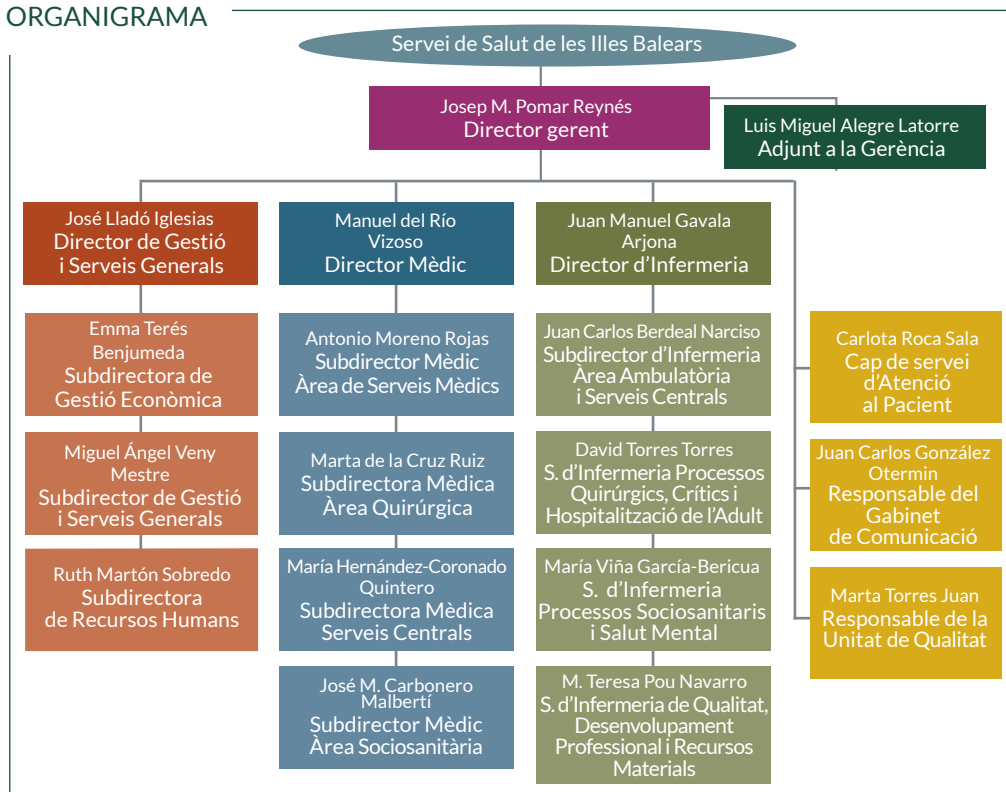 ORGANIGRAMA
Servei de Salut de les Illes Balears
Josep M. Pomar Reynés
Director gerent
Luis Miguel Alegre Latorre
Adjunt a la Gerència
José Lladó Iglesias
Director de Gestió
i Serveis Generals
Emma Terés
Benjumeda
Subdirectora de
Gestió Econòmica
Miguel Ángel Veny
Mestre
Subdirector de Gestió
i Serveis Generals
Ruth Martón Sobredo
Subdirectora
de Recursos Humans
Manuel del Río
Vizoso
Director Mèdic
Antonio Moreno Rojas
Subdirector Mèdic
Àrea de Serveis Mèdics
Marta de la Cruz Ruiz
Subdirectora Mèdica
Àrea Quirúrgica
María Hernández-Coronado
Quintero
Subdirectora Mèdica
Serveis Centrals
José M. Carbonero
Malbertí
Subdirector Mèdic
Àrea Sociosanitària
Juan Manuel Gavala
Arjona
Director d'Infermeria
Juan Carlos Berdeal Narciso
Subdirector d'Infermeria
Àrea Ambulatòria
i Serveis Centrals
David Torres Torres
S. d'Infermeria Processos
Quirúrgics, Crítics i
Hospitalització de l'Adult
María Viña García-Bericua
S. d'Infermeria
Processos Sociosanitaris
i Salut Mental
M. Teresa Pou Navarro
S. d'Infermeria de Qualitat,
Desenvolupament
Professional i Recursos
Materials
Carlota Roca Sala
Cap de servei
d'Atenció
al Pacient
Juan Carlos González
Otermin
Responsable del
Gabinet
de Comunicació
Marta Torres Juan
Responsable de la
Unitat de Qualitat